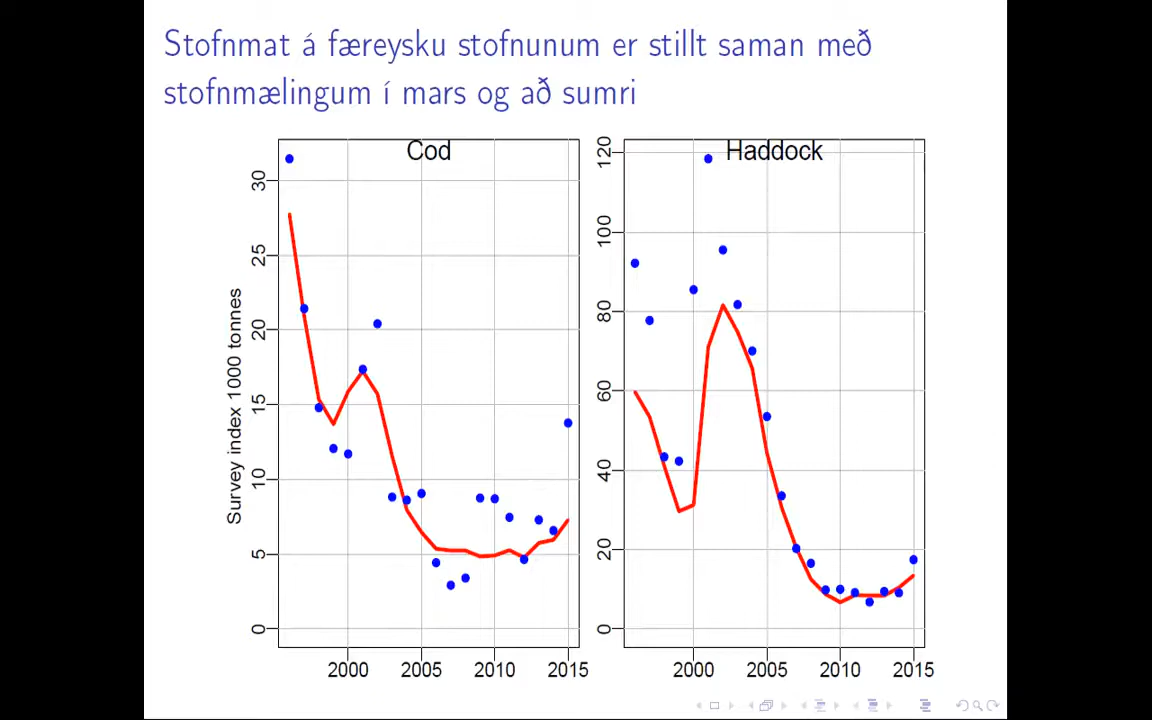 Stofnmat á færeysku stofnunum er stillt saman með
stofnmælingum í mars og að sumri
Cod
Survey index 1000 tonnes
0 5 10 15 20 25 30
2000 2005 2010 2015
Haddock
0 20 40 60 80 100 120
2000 2005 2010 2015